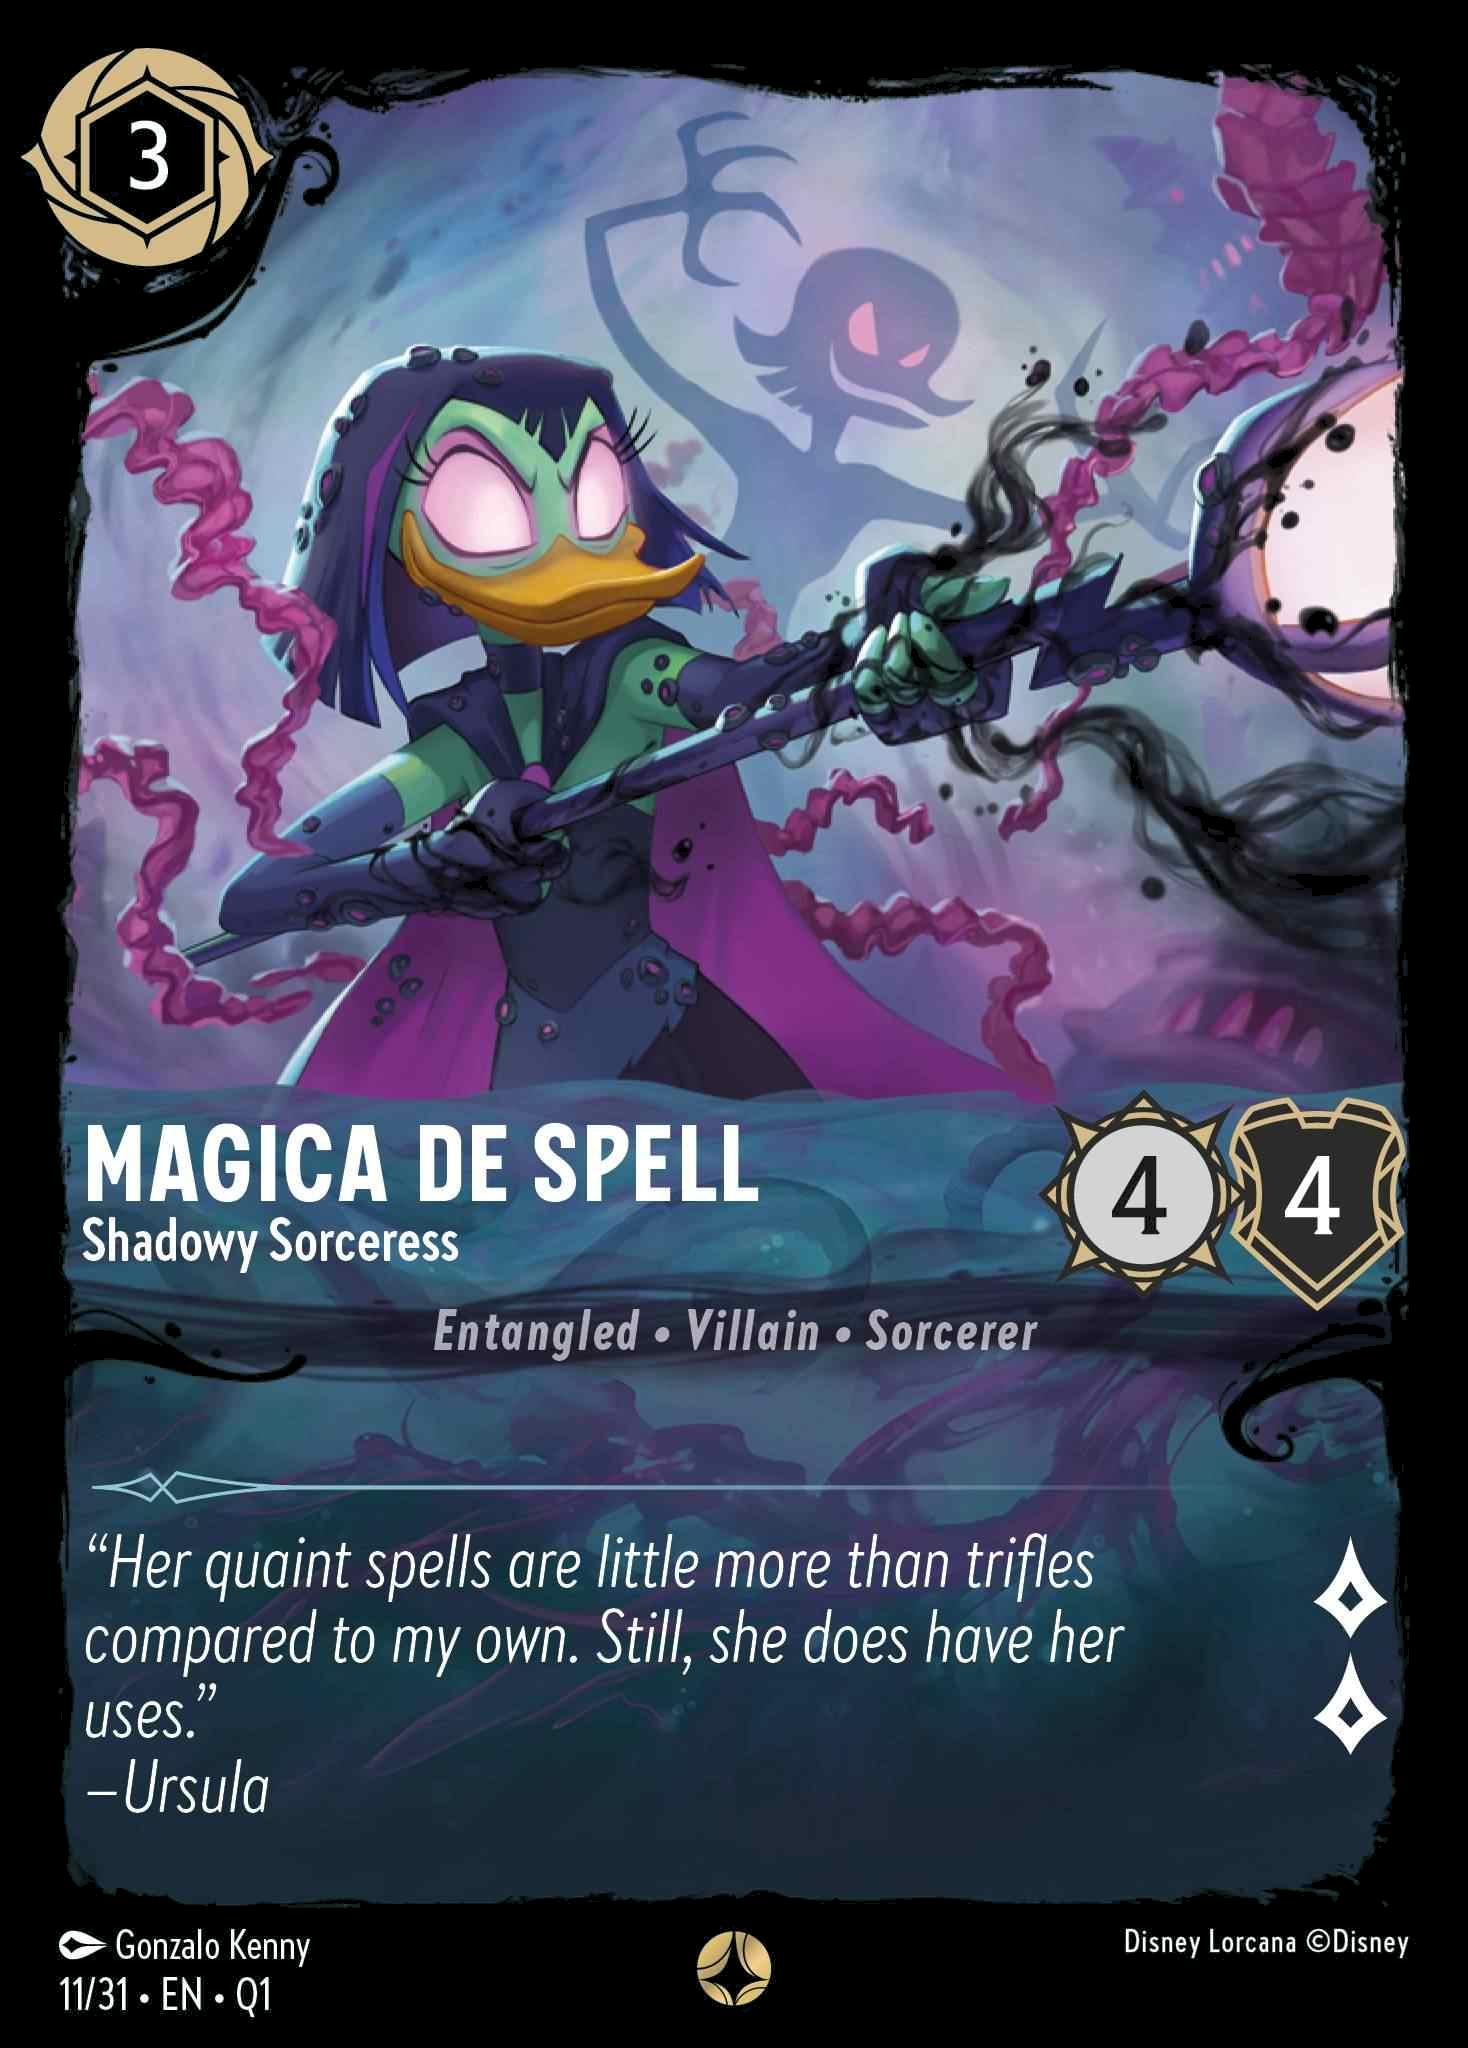 3
MAGICA DE SPELL
Shadowy Sorceress
4
4
Entangled • Villain • Sorcerer
“Her quaint spells are little more than trifles
compared to my own. Still, she does have her
uses.”
–Ursula
Gonzalo Kenny
11/31 • EN • Q1
Disney Lorcana ©Disney